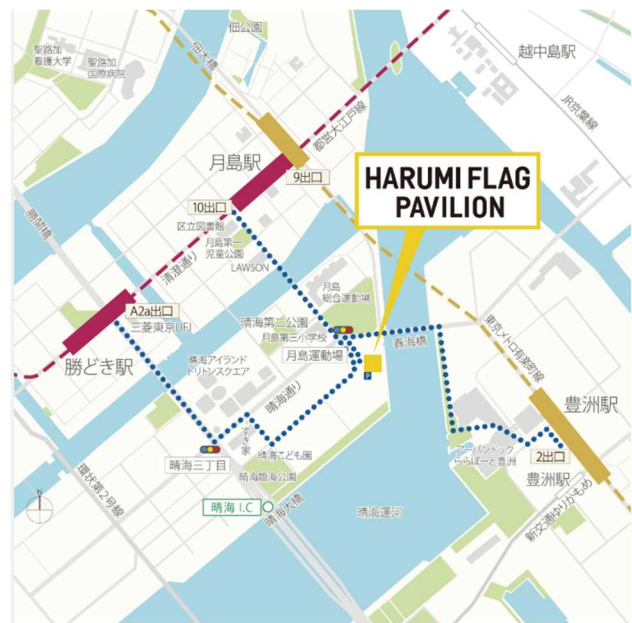 佃公園
聖路加
看護大学
聖路加
国際病院
佃大橋
越中島駅
JR京葉線
都営大江戸線
月島駅
9出口
HARUMI FLAG
PAVILION
10出口
区立図書館
月島第一
児童公園
LAWSON
勝鬨橋
清澄通り
月島
総合運動場
A2a出口
三菱東京UFJ
晴海第二公園
月島第三小学校
月島運動場
春海橋
東京メトロ有楽町線
勝どき駅
晴海アイランド
トリトンスクエア
晴海通り
P
豊洲駅
すき家
晴海三丁目
晴海こども園
晴海臨海公園
アーバンドック
ららぽーと豊洲
2出口
豊洲駅
新交通ゆりかもめ
環状第2号線
N
晴海 I.C
晴海大橋
晴海運河